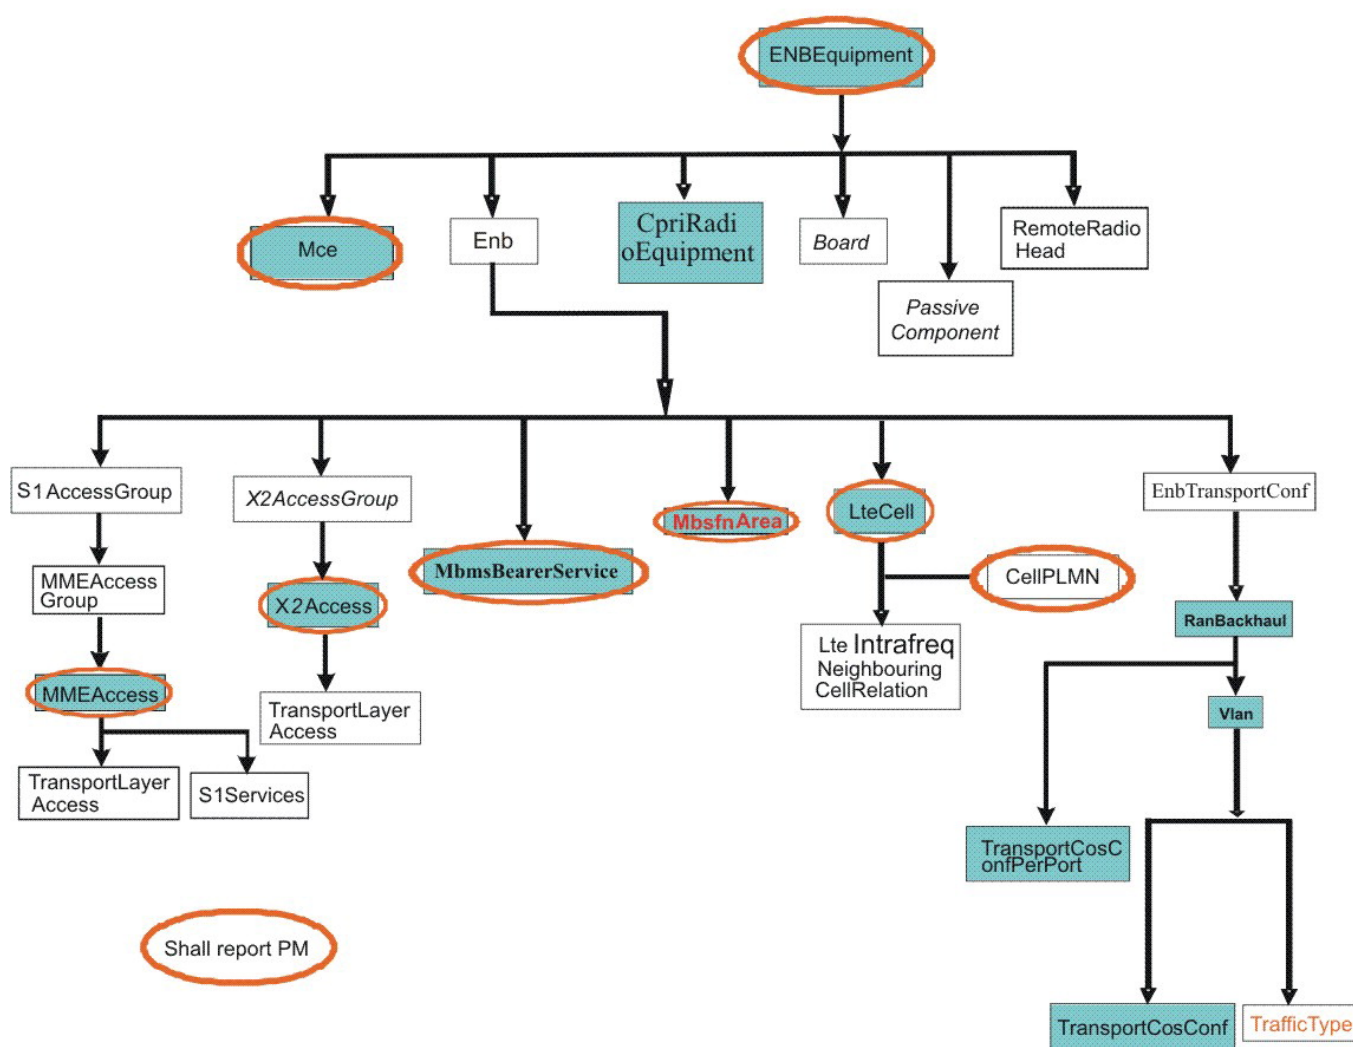 ENBEquipment
Mce
Enb
CpriRadi
oEquipment
Board
Passive
Component
RemoteRadio
Head
S1AccessGroup
X2AccessGroup
MbmsBearerService
MbsfnArea
LteCell
CellPLMN
EnbTransportConf
MMEAccess
Group
X2Access
Lte Intrafreq
Neighbouring
CellRelation
RanBackhaul
MMEAccess
TransportLayer
Access
Vlan
TransportLayer
Access
S1Services
TransportCosC
onfPerPort
Shall report PM
TransportCosConf
TrafficType